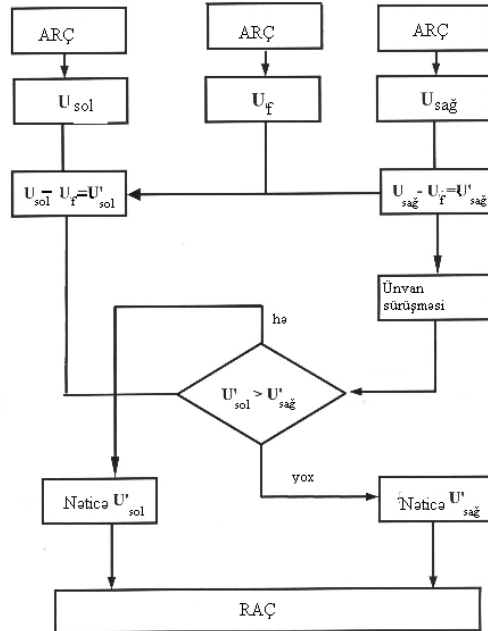 ARÇ
ARÇ
ARÇ
U sol
U f
U sağ
U sol - U f =U' sol
U sağ - U f =U' sağ
Ünvan
sürüşməsi
hə
U' sol > U' sağ
yox
Nəticə U' sol
Nəticə U' sağ
RAÇ